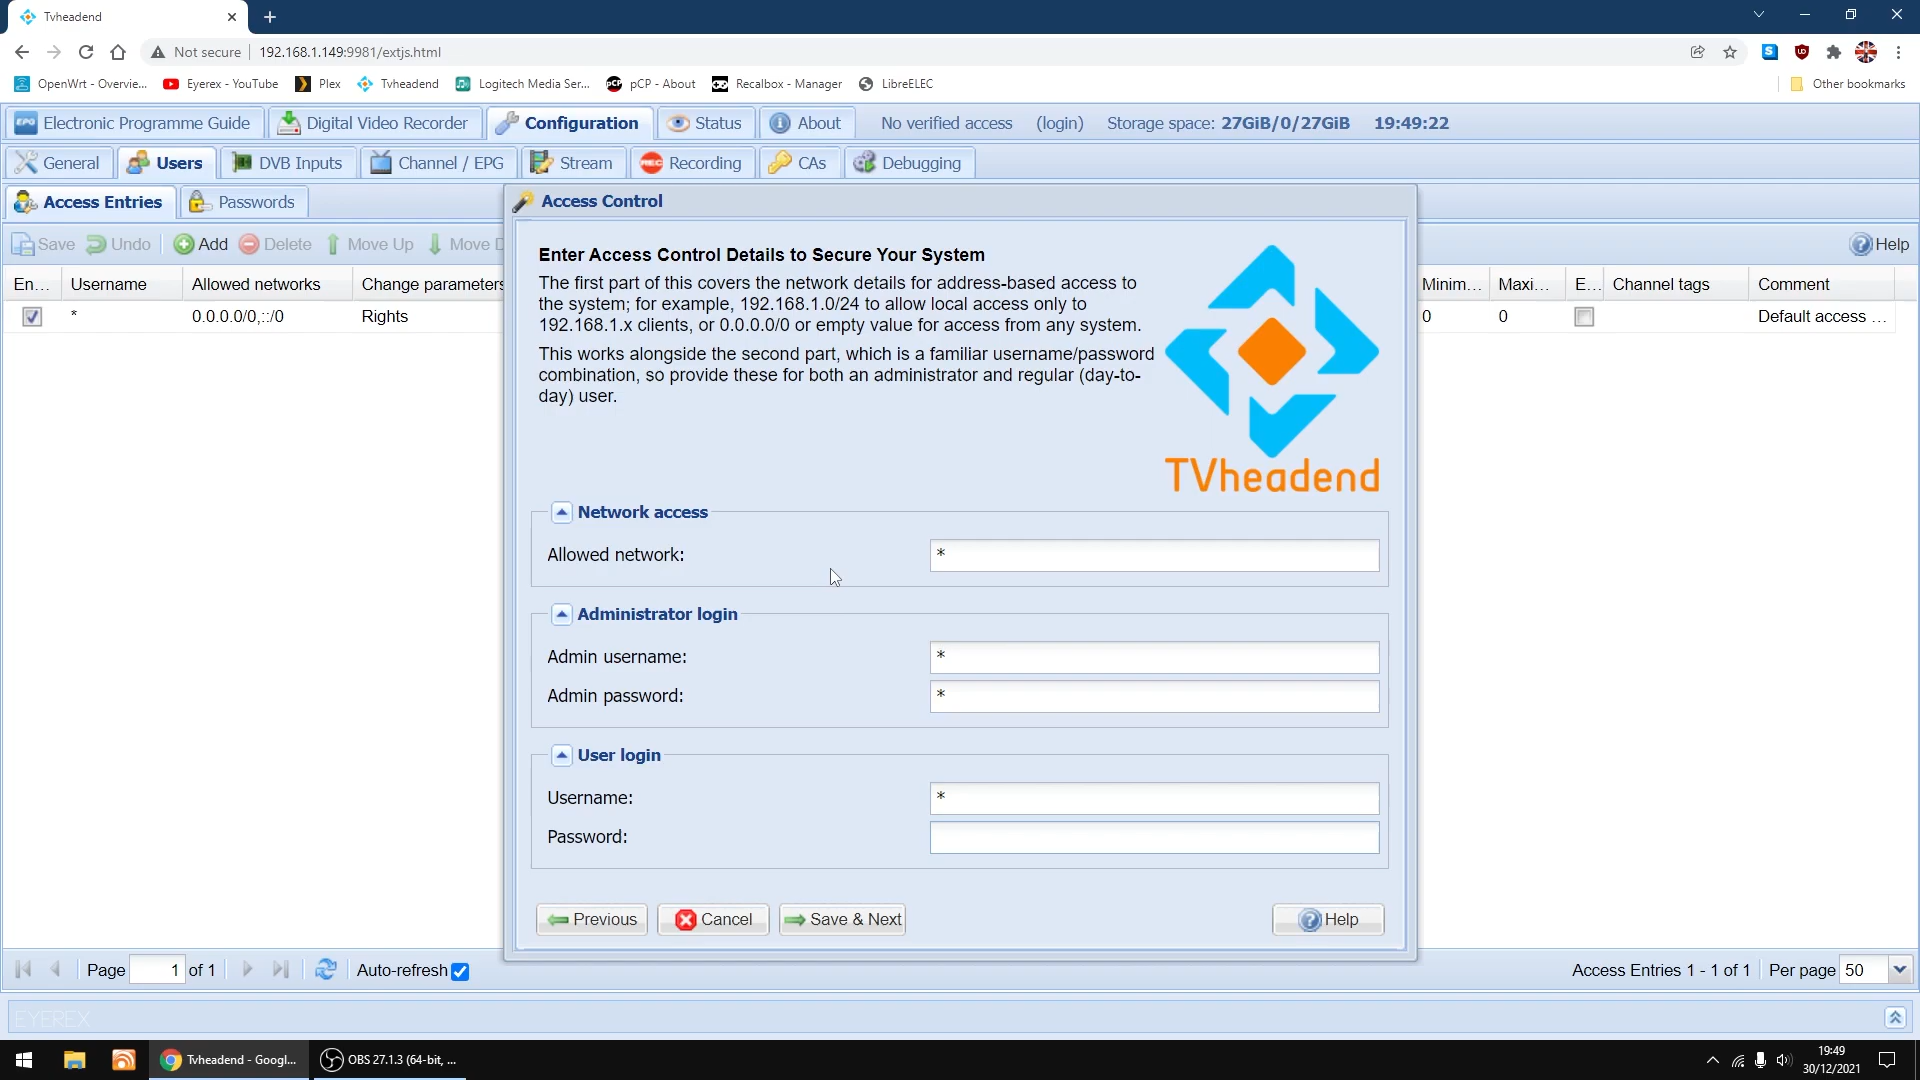 Tvheadend
Not secure 192.168.1.149:9981/extjs.html
OpenWrt - Overvie... Eyerex - YouTube Plex Tvheadend Logitech Media Ser... pCP - About Recalbox - Manager LibreELEC Other bookmarks
Electronic Programme Guide Digital Video Recorder Configuration Status About No verified access (login) Storage space: 27GiB/0/27GiB 19:49:22
General Users DVB Inputs Channel / EPG Stream Recording CAs Debugging
Access Entries Passwords
Access Control
Save Undo Add Delete Move Up Move D Help
En... Username Allowed networks Change parameters Minim... Maxi... E... Channel tags Comment
* 0.0.0.0/0,::/0 Rights 0 0 Default access ...
Enter Access Control Details to Secure Your System
The first part of this covers the network details for address-based access to
the system; for example, 192.168.1.0/24 to allow local access only to
192.168.1.x clients, or 0.0.0.0/0 or empty value for access from any system.
This works alongside the second part, which is a familiar username/password
combination, so provide these for both an administrator and regular (day-to-
day) user.
TVheadend
Network access
Allowed network: *
Administrator login
Admin username: *
Admin password: *
User login
Username: *
Password:
Previous Cancel Save & Next Help
Page 1 of 1 Auto-refresh Access Entries 1 - 1 of 1 Per page 50
EYEREX
Tvheadend - Googl... OBS 27.1.3 (64-bit, ... 19:49
30/12/2021